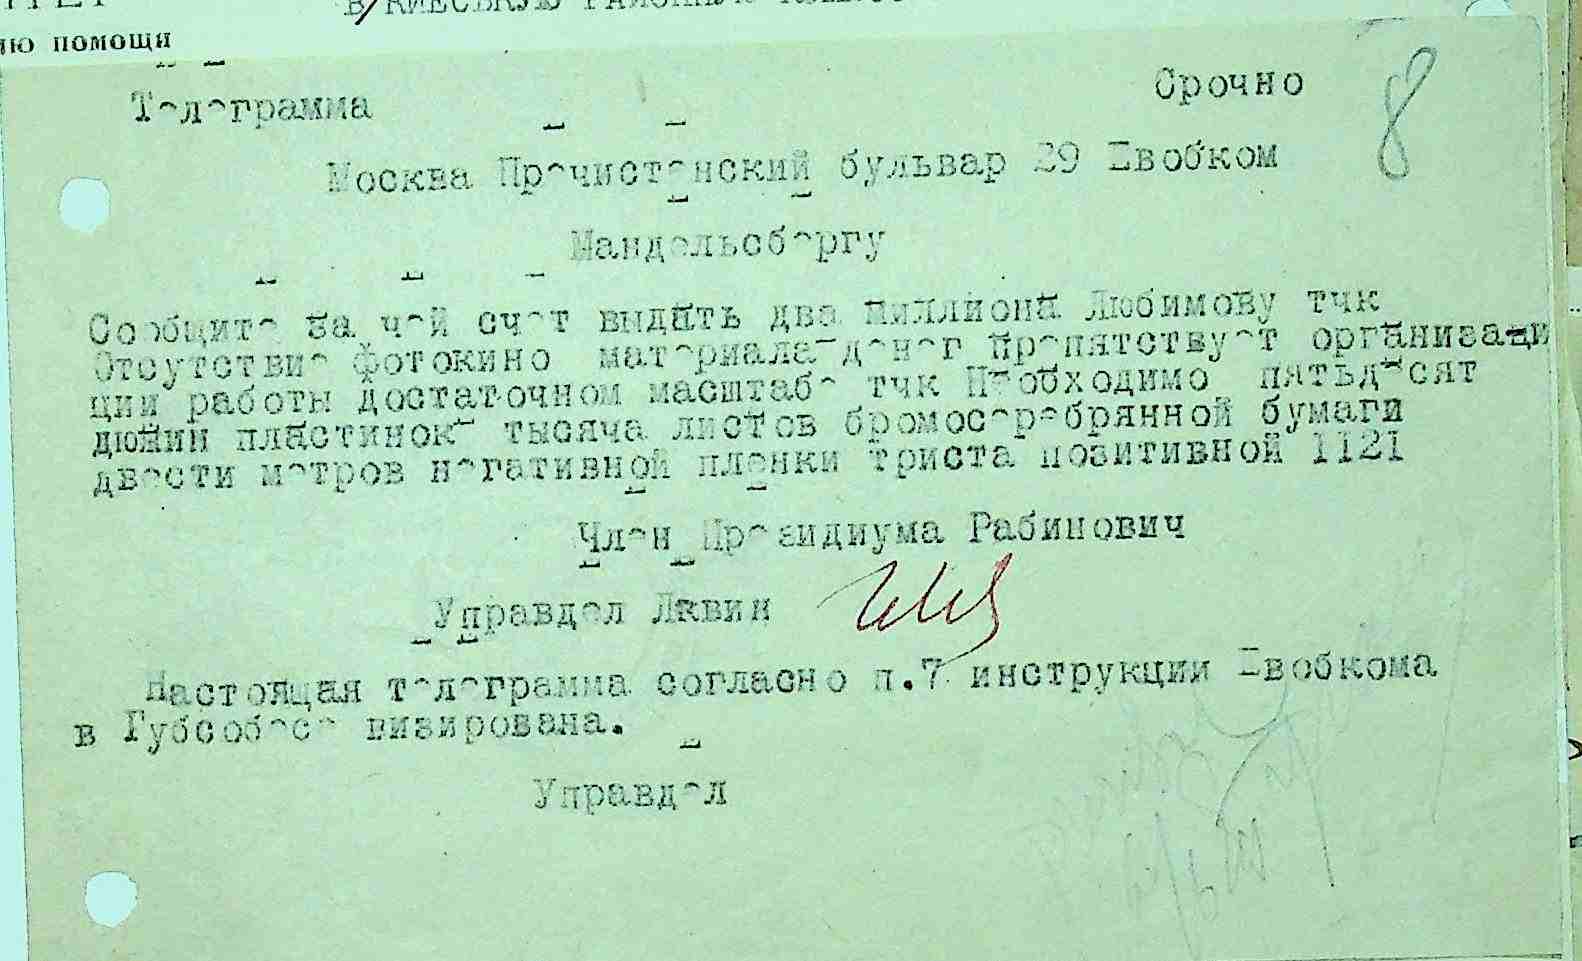 ию помощи
Телеграмма
Срочно
8
Москва Пречистенский бульвар 29 Евобком
Мандельсбергу
Сообщите за чей счет выдать два миллиона Любимову тчк
Отсутствие фотокино материала денег препятствует организаци
ции работы достаточном масштабе тчк Необходимо пятьдесят
дюжин пластинок тысяча листов бромосеребрянной бумаги
двести метров негативной пленки триста позитивной 1121
Член Президиума Рабинович
Управдел Левин
Настоящая телеграмма согласно п.7 инструкции Евобкома
в Губсобесе визирована.
Управдел